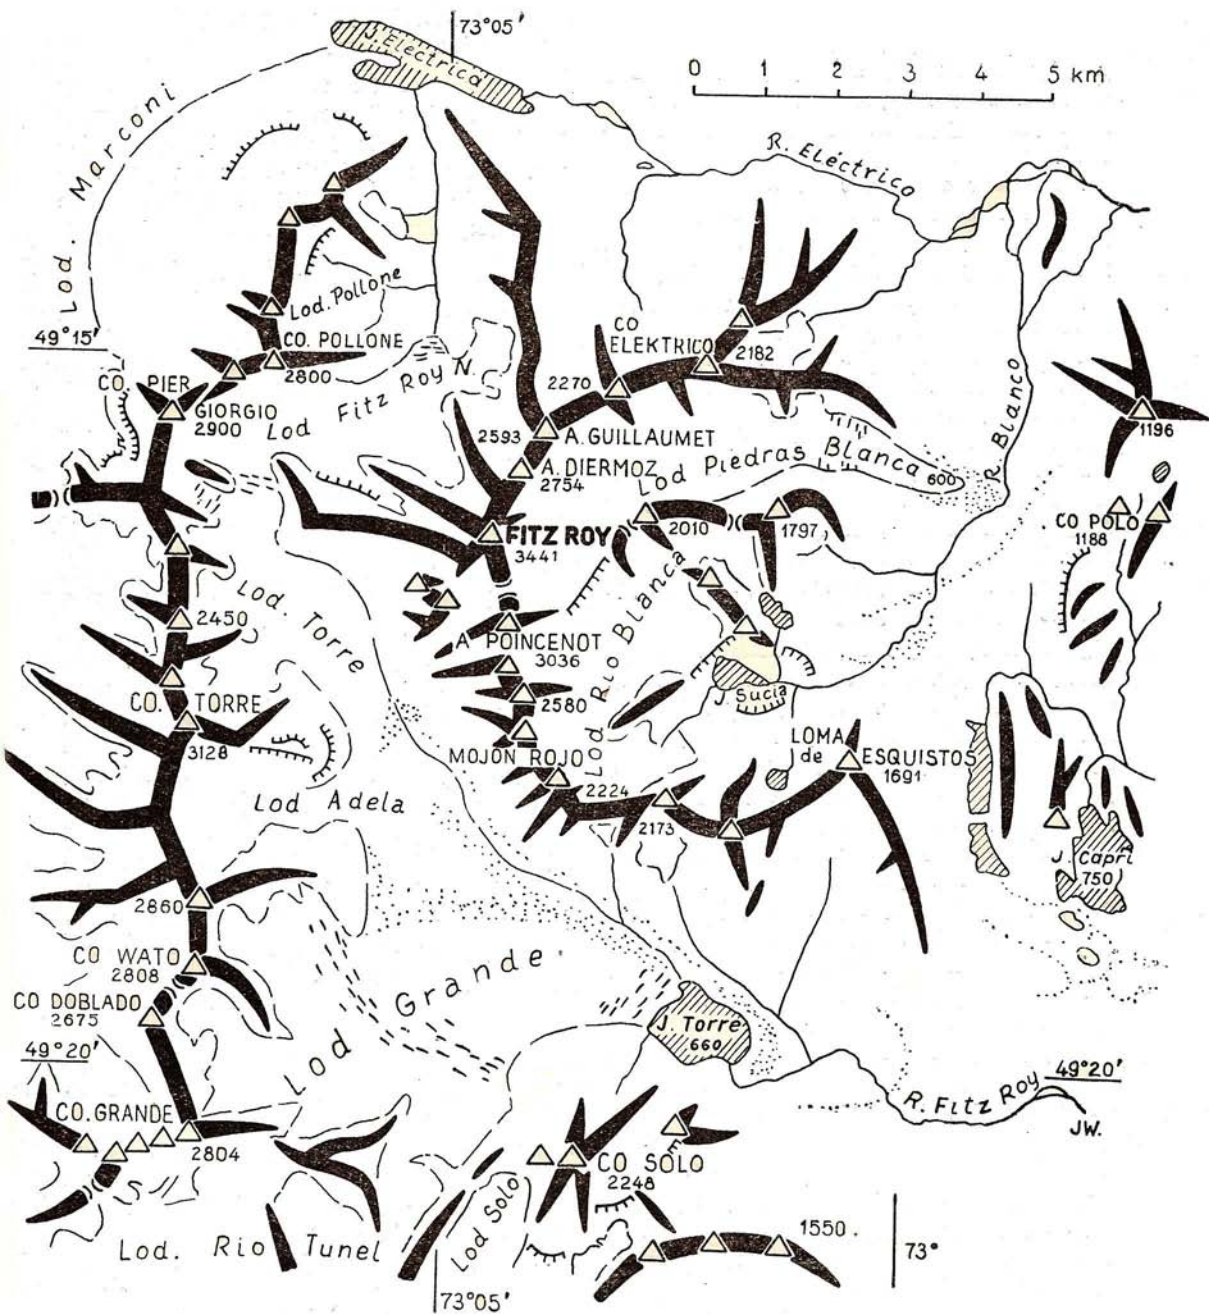 73°05'
J. Eléctrica
0 1 2 3 4 5 km
Lod. Marconi
R. Eléctrico
Lod. Pollone
49°15'
CO. POLLONE
2800
CO ELEKTRICO
2182
CO. PIER
GIORGIO
2900
Lod Fitz Roy N.
2270
R. Blanco
1196
2593
A. GUILLAUMET
A. DIERMOZ
2754
Lod Piedras Blanca
600
FITZ ROY
3441
2010
1797
CO POLO
1188
Lod. Torre
2450
Lod Rio Blanca
A POINCENOT
3036
2580
J. Sucia
CO. TORRE
3128
MOJON ROJO
2224
LOMA
de
ESQUISTOS
1691
Lod Adela
2173
J. Capri
750
2860
CO WATO
2808
Lod Grande
CO DOBLADO
2675
J. Torre
660
49°20'
49°20'
R. Fitz Roy
JW.
CO. GRANDE
2804
CO SOLO
2248
Lod Solo
Lod. Rio Tunel
1550
73°
73°05'